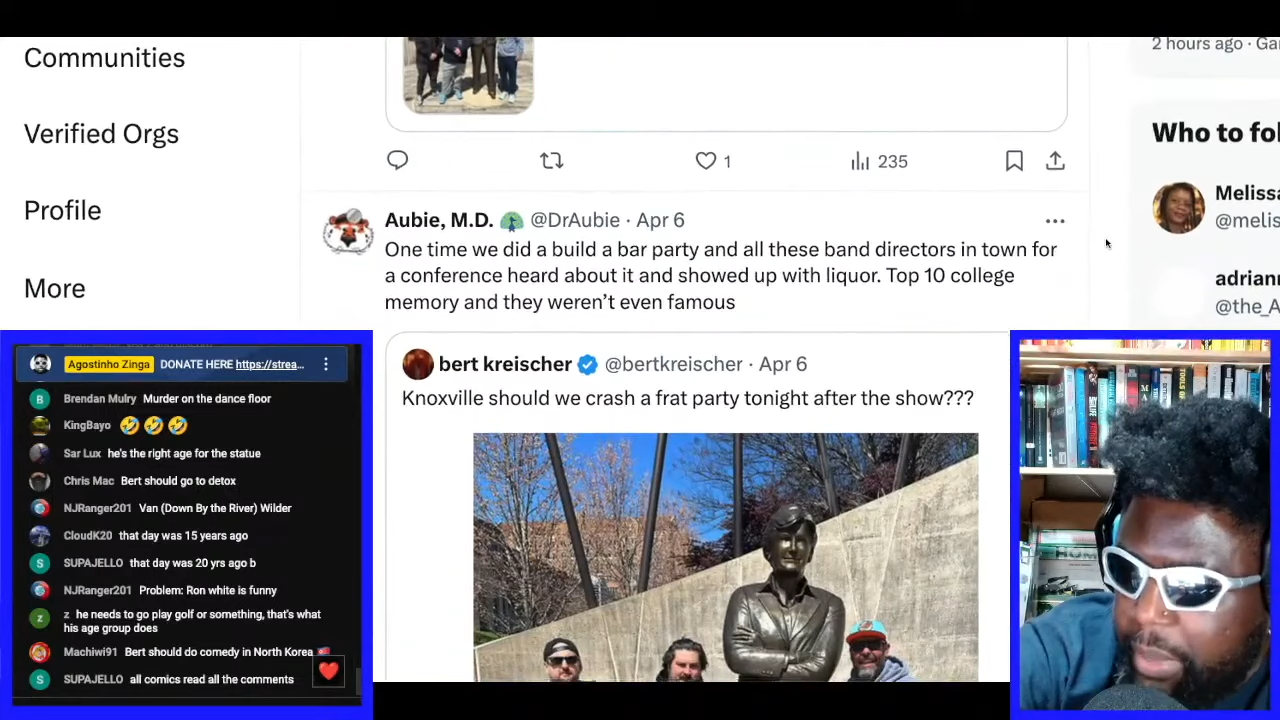 Communities
Verified Orgs
Profile
More
2 hours ago · Ga
1
235
Who to fol
Aubie, M.D. @DrAubie · Apr 6
One time we did a build a bar party and all these band directors in town for
a conference heard about it and showed up with liquor. Top 10 college
memory and they weren't even famous
Melissa
@melis
adriann
@the_A
bert kreischer @bertkreischer · Apr 6
Knoxville should we crash a frat party tonight after the show???
Agostinho Zinga DONATE HERE https://strea...
Brendan Mulry Murder on the dance floor
KingBayo 🤣🤣🤣
Sar Lux he's the right age for the statue
Chris Mac Bert should go to detox
NJRanger201 Van (Down By the River) Wilder
CloudK20 that day was 15 years ago
SUPAJELLO that day was 20 yrs ago b
NJRanger201 Problem: Ron white is funny
z he needs to go play golf or something, that's what
his age group does
Machiwi91 Bert should do comedy in North Korea 🇰🇵
SUPAJELLO all comics read all the comments